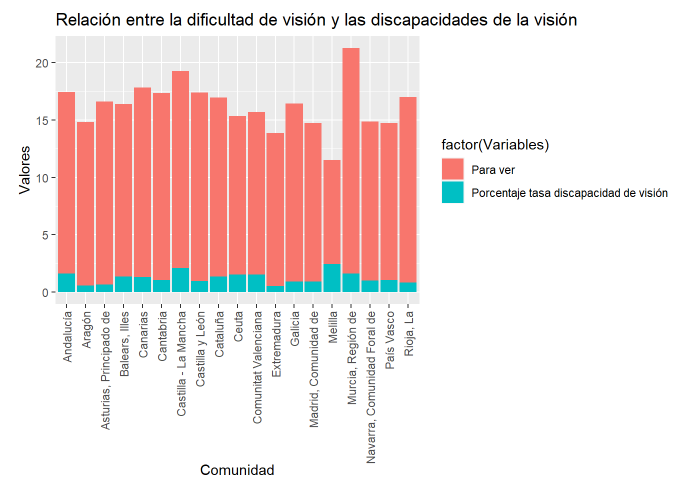 Relación entre la dificultad de visión y las discapacidades de la visión
Valores
20
15
10
5
0
Andalucía
Aragón
Asturias, Principado de
Balears, Illes
Canarias
Cantabria
Castilla - La Mancha
Castilla y León
Cataluña
Ceuta
Comunitat Valenciana
Extremadura
Galicia
Madrid, Comunidad de
Melilla
Murcia, Región de
Navarra, Comunidad Foral de
País Vasco
Rioja, La
Comunidad
factor(Variables)
Para ver
Porcentaje tasa discapacidad de visión